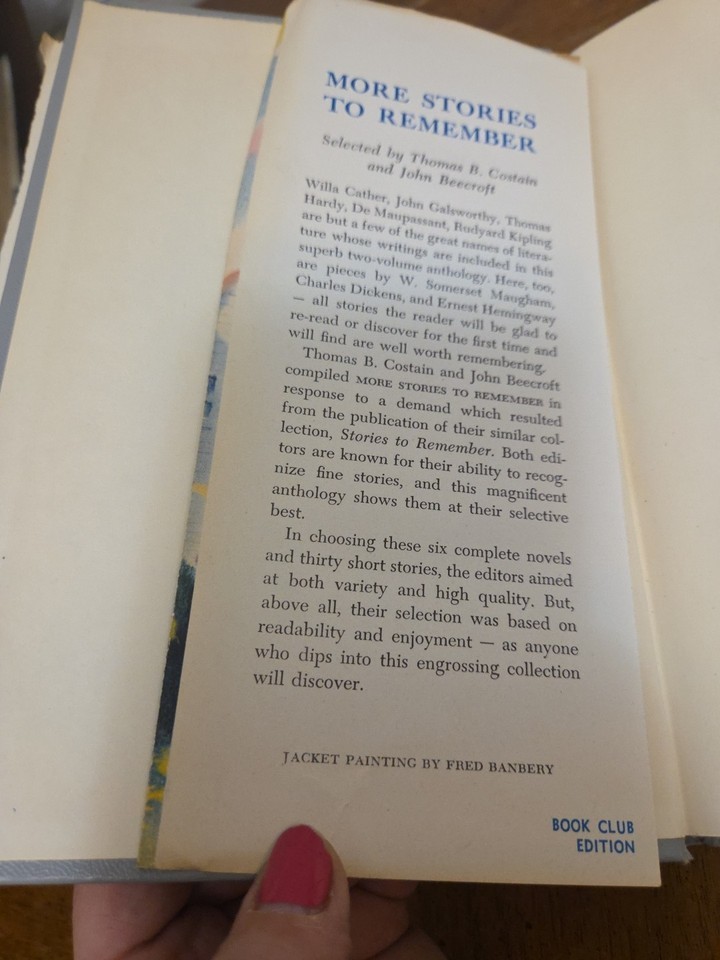 MORE STORIES
TO REMEMBER
Selected by Thomas B. Costain
and John Beecroft
Willa Cather, John Galsworthy, Thomas
Hardy, De Maupassant, Rudyard Kipling
are but a few of the great names of litera-
ture whose writings are included in this
superb two-volume anthology. Here, too,
are pieces by W. Somerset Maugham,
Charles Dickens, and Ernest Hemingway
— all stories the reader will be glad to
re-read or discover for the first time and
will find are well worth remembering.
Thomas B. Costain and John Beecroft
compiled MORE STORIES TO REMEMBER in
response to a demand which resulted
from the publication of their similar col-
lection, Stories to Remember. Both edi-
tors are known for their ability to recog-
nize fine stories, and this magnificent
anthology shows them at their selective
best.
In choosing these six complete novels
and thirty short stories, the editors aimed
at both variety and high quality. But,
above all, their selection was based on
readability and enjoyment — as anyone
who dips into this engrossing collection
will discover.
JACKET PAINTING BY FRED BANBERY
BOOK CLUB
EDITION